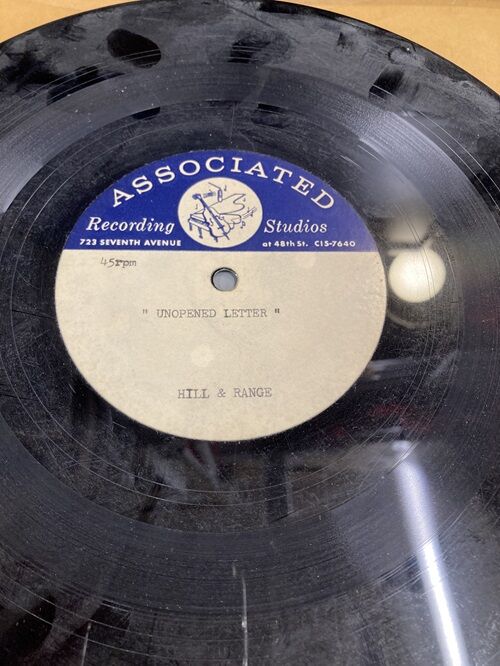 ASSOCIATED
Recording Studios
723 SEVENTH AVENUE at 48th St. CI5-7640
45rpm
" UNOPENED LETTER "
HILL & RANGE